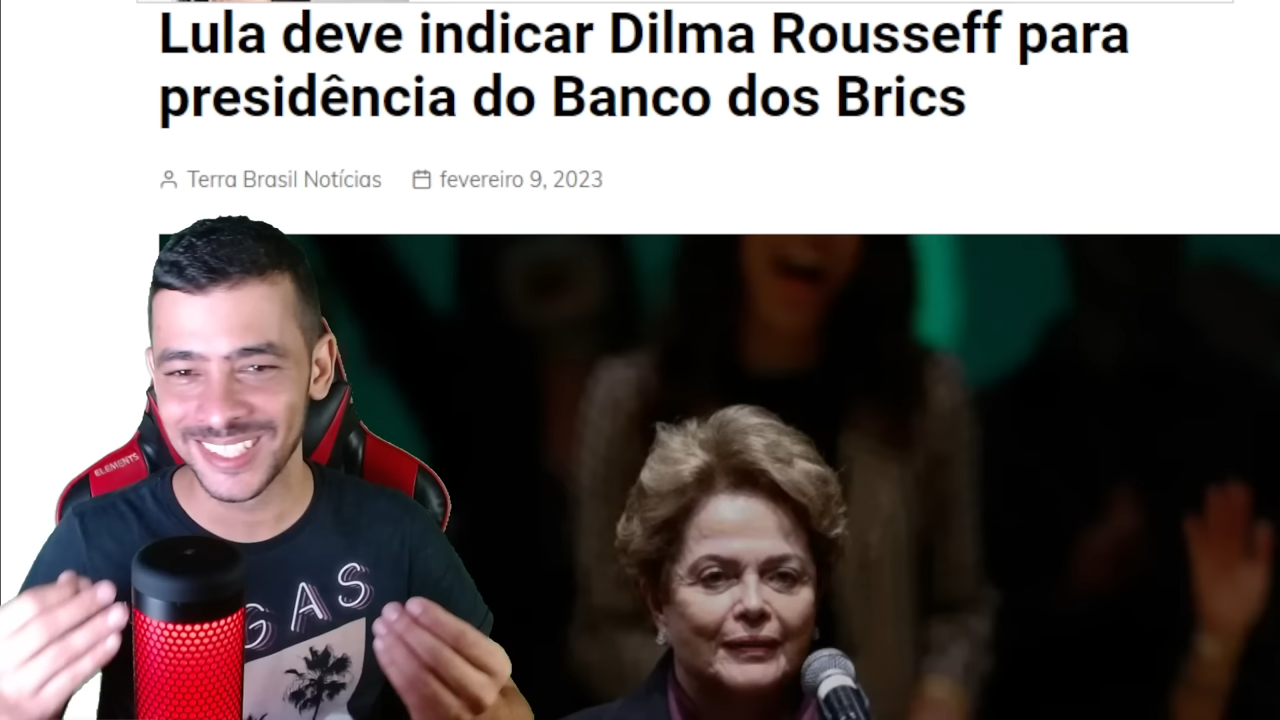 Lula deve indicar Dilma Rousseff para
presidência do Banco dos Brics
Terra Brasil Notícias fevereiro 9, 2023
ELEMENTS
GAS